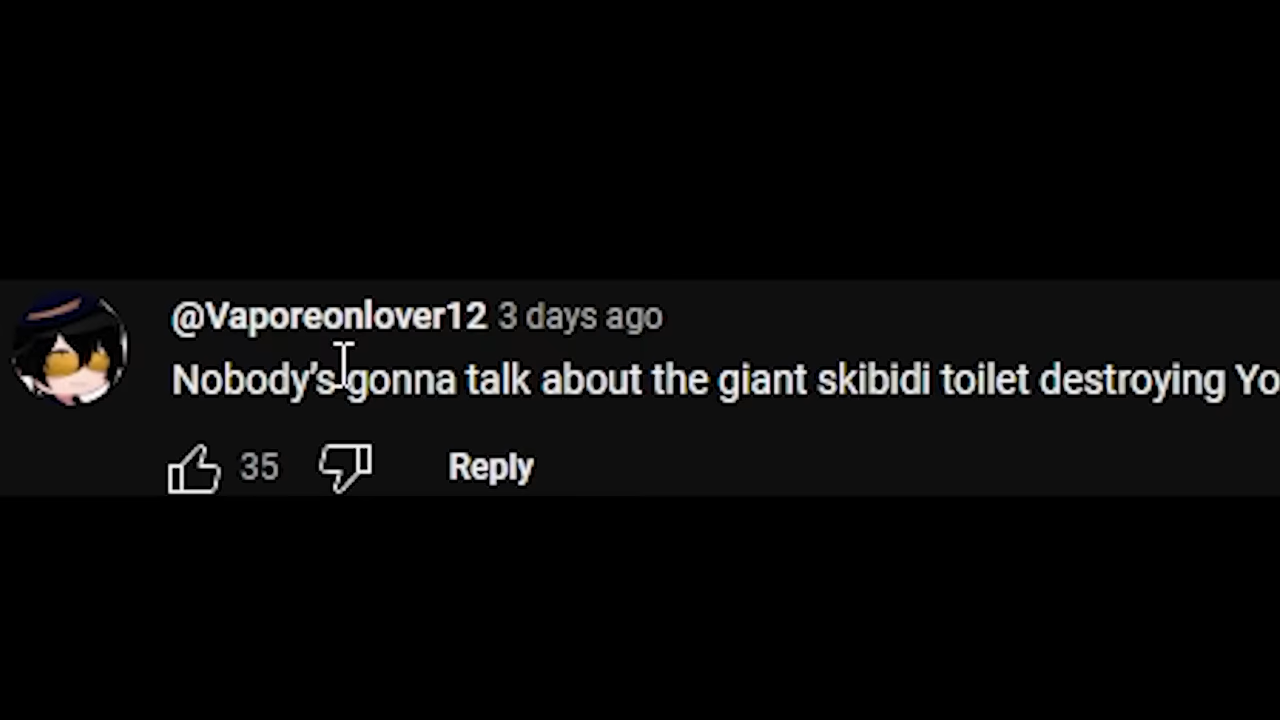 @Vaporeonlover12 3 days ago
Nobody's gonna talk about the giant skibidi toilet destroying Yo
35 Reply